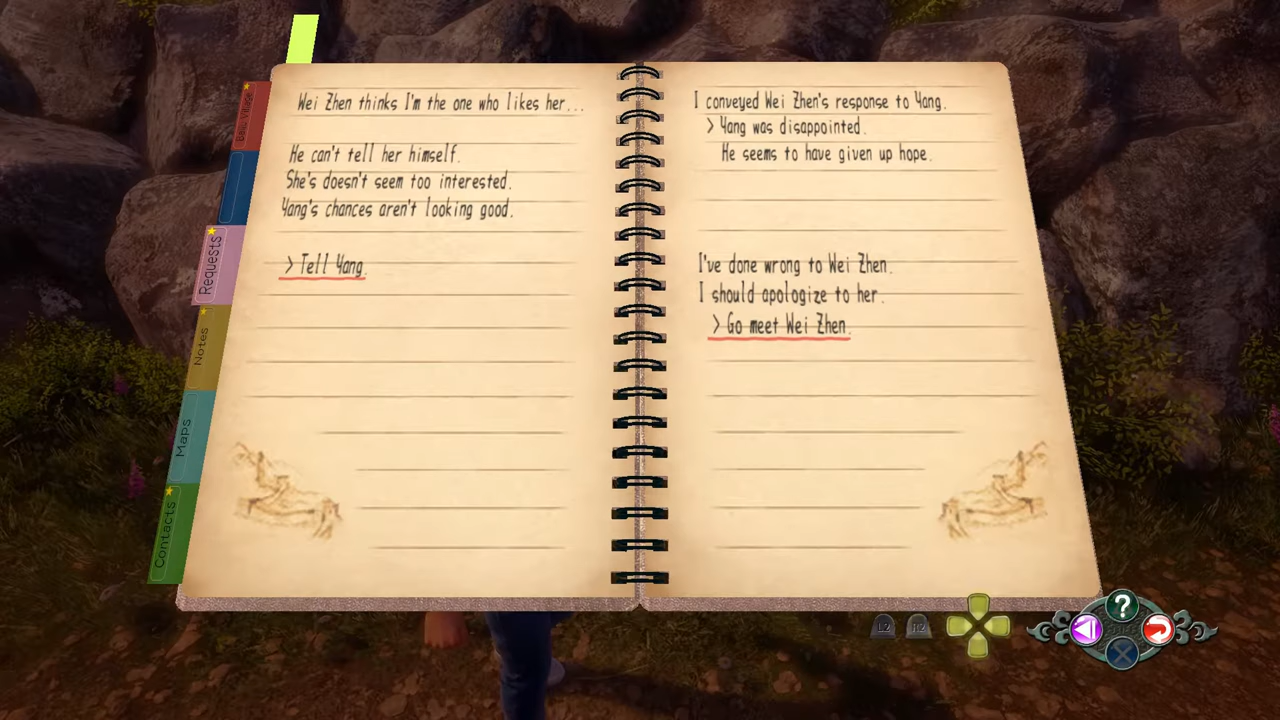 Wei Zhen thinks I'm the one who likes her...
He can't tell her himself.
She's doesn't seem too interested.
Yang's chances aren't looking good.
> Tell Yang.
I conveyed Wei Zhen's response to Yang.
> Yang was disappointed.
He seems to have given up hope.
I've done wrong to Wei Zhen.
I should apologize to her.
> Go meet Wei Zhen.
Requests
Notes
Maps
Contacts
L2
R2
?